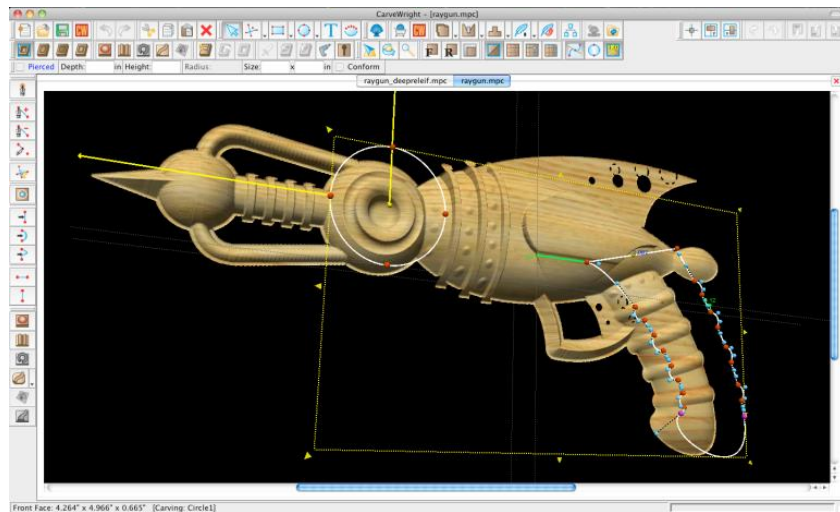 CarveWright - [raygun.mpc]
Pierced Depth: in Height: Radius: Size: x in Conform
raygun_deepreleif.mpc raygun.mpc
Front Face: 4.264" x 4.966" x 0.665" [Carving: Circle1]